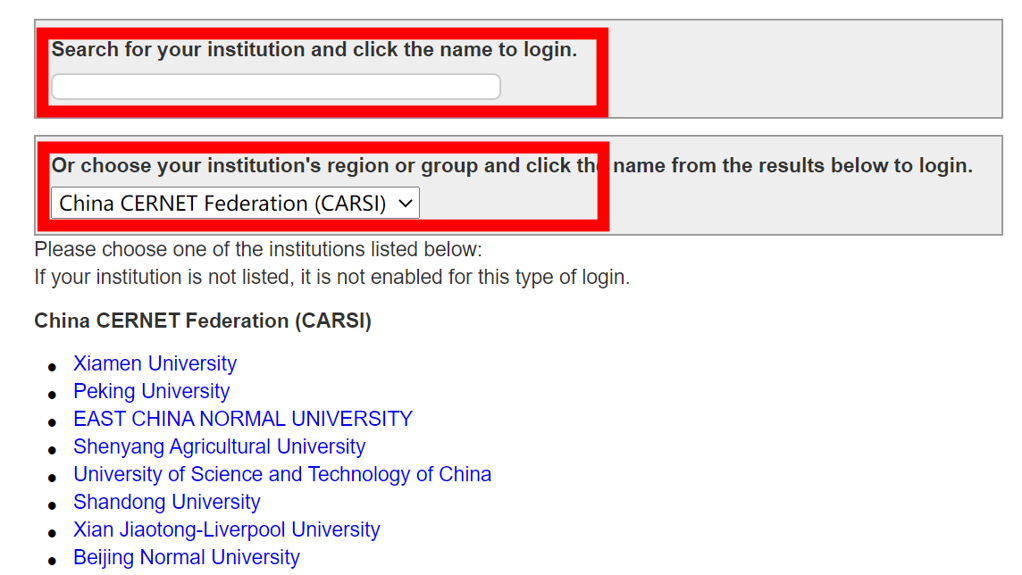 Search for your institution and click the name to login.
Or choose your institution's region or group and click the name from the results below to login.
China CERNET Federation (CARSI)
Please choose one of the institutions listed below:
If your institution is not listed, it is not enabled for this type of login.
China CERNET Federation (CARSI)
Xiamen University
Peking University
EAST CHINA NORMAL UNIVERSITY
Shenyang Agricultural University
University of Science and Technology of China
Shandong University
Xian Jiaotong-Liverpool University
Beijing Normal University